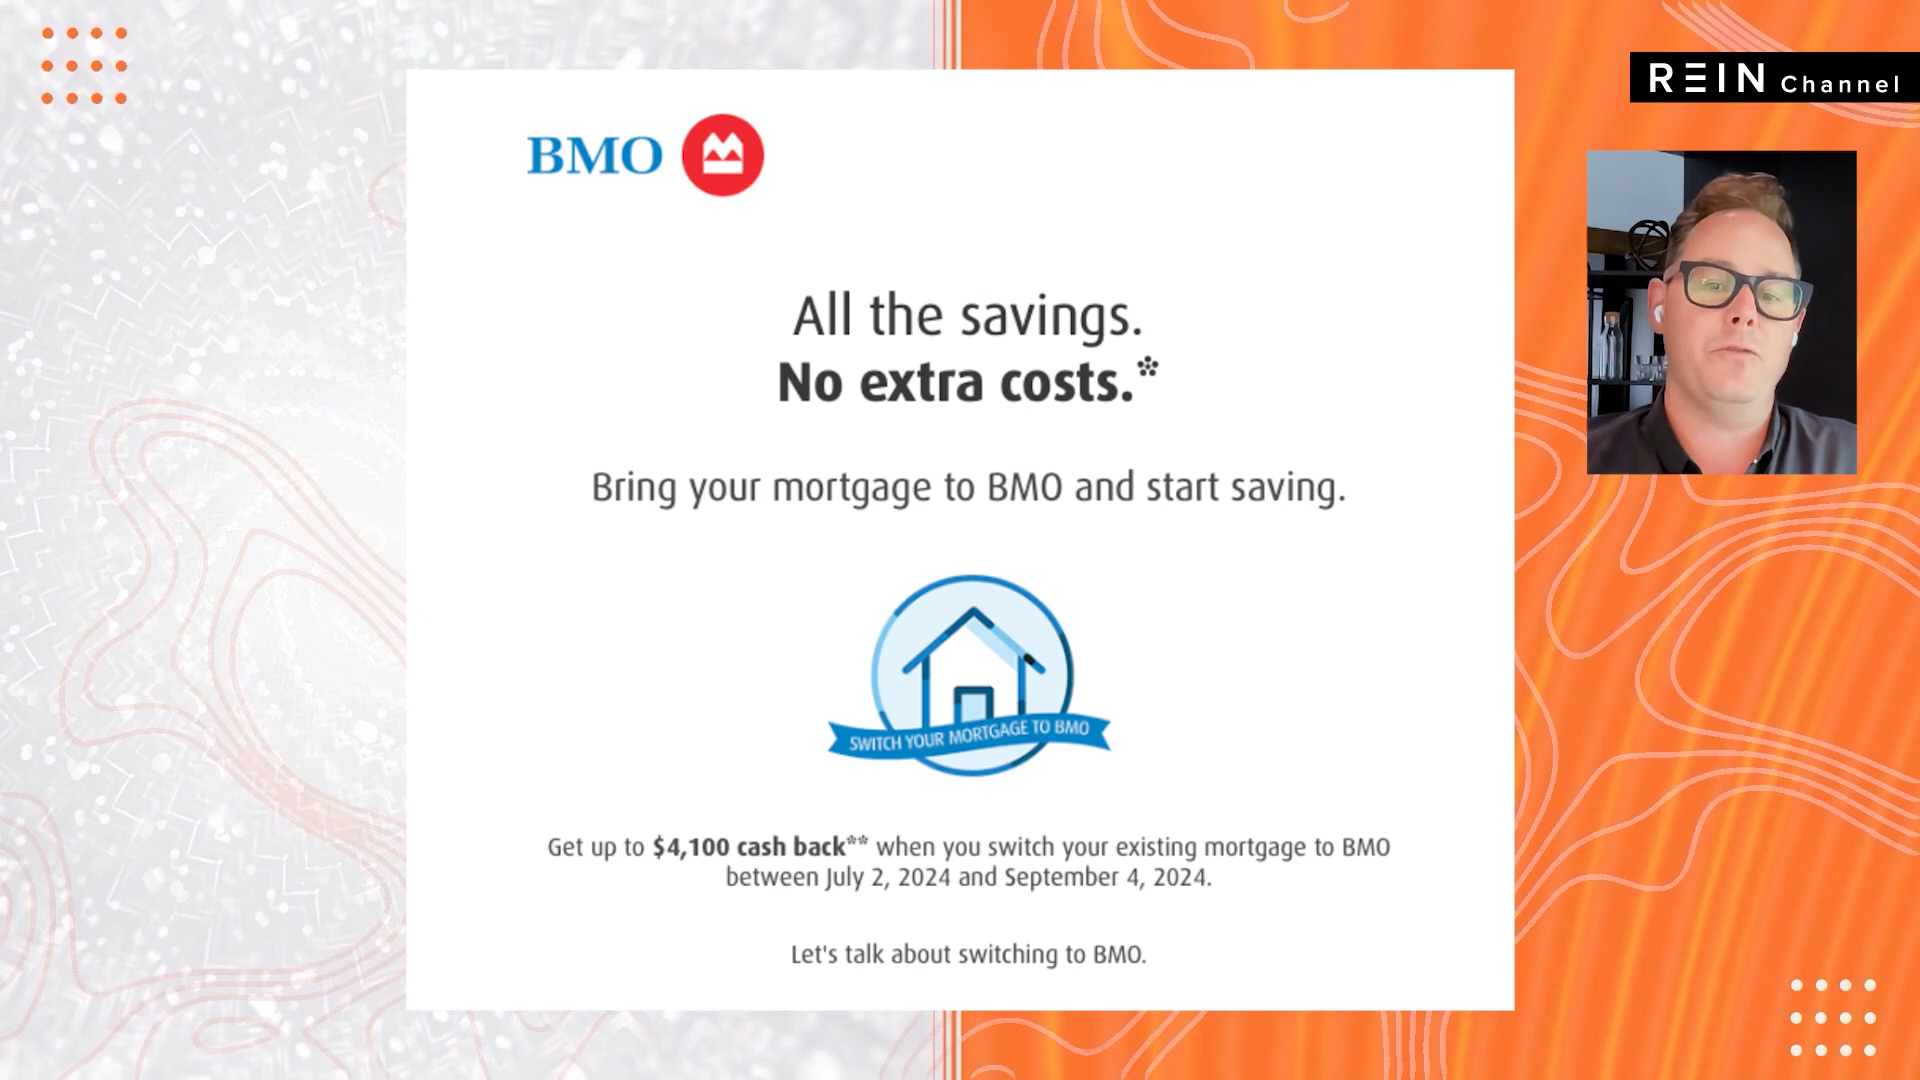 REIN Channel
BMO
All the savings.
No extra costs.*
Bring your mortgage to BMO and start saving.
SWITCH YOUR MORTGAGE TO BMO
Get up to $4,100 cash back** when you switch your existing mortgage to BMO
between July 2, 2024 and September 4, 2024.
Let's talk about switching to BMO.